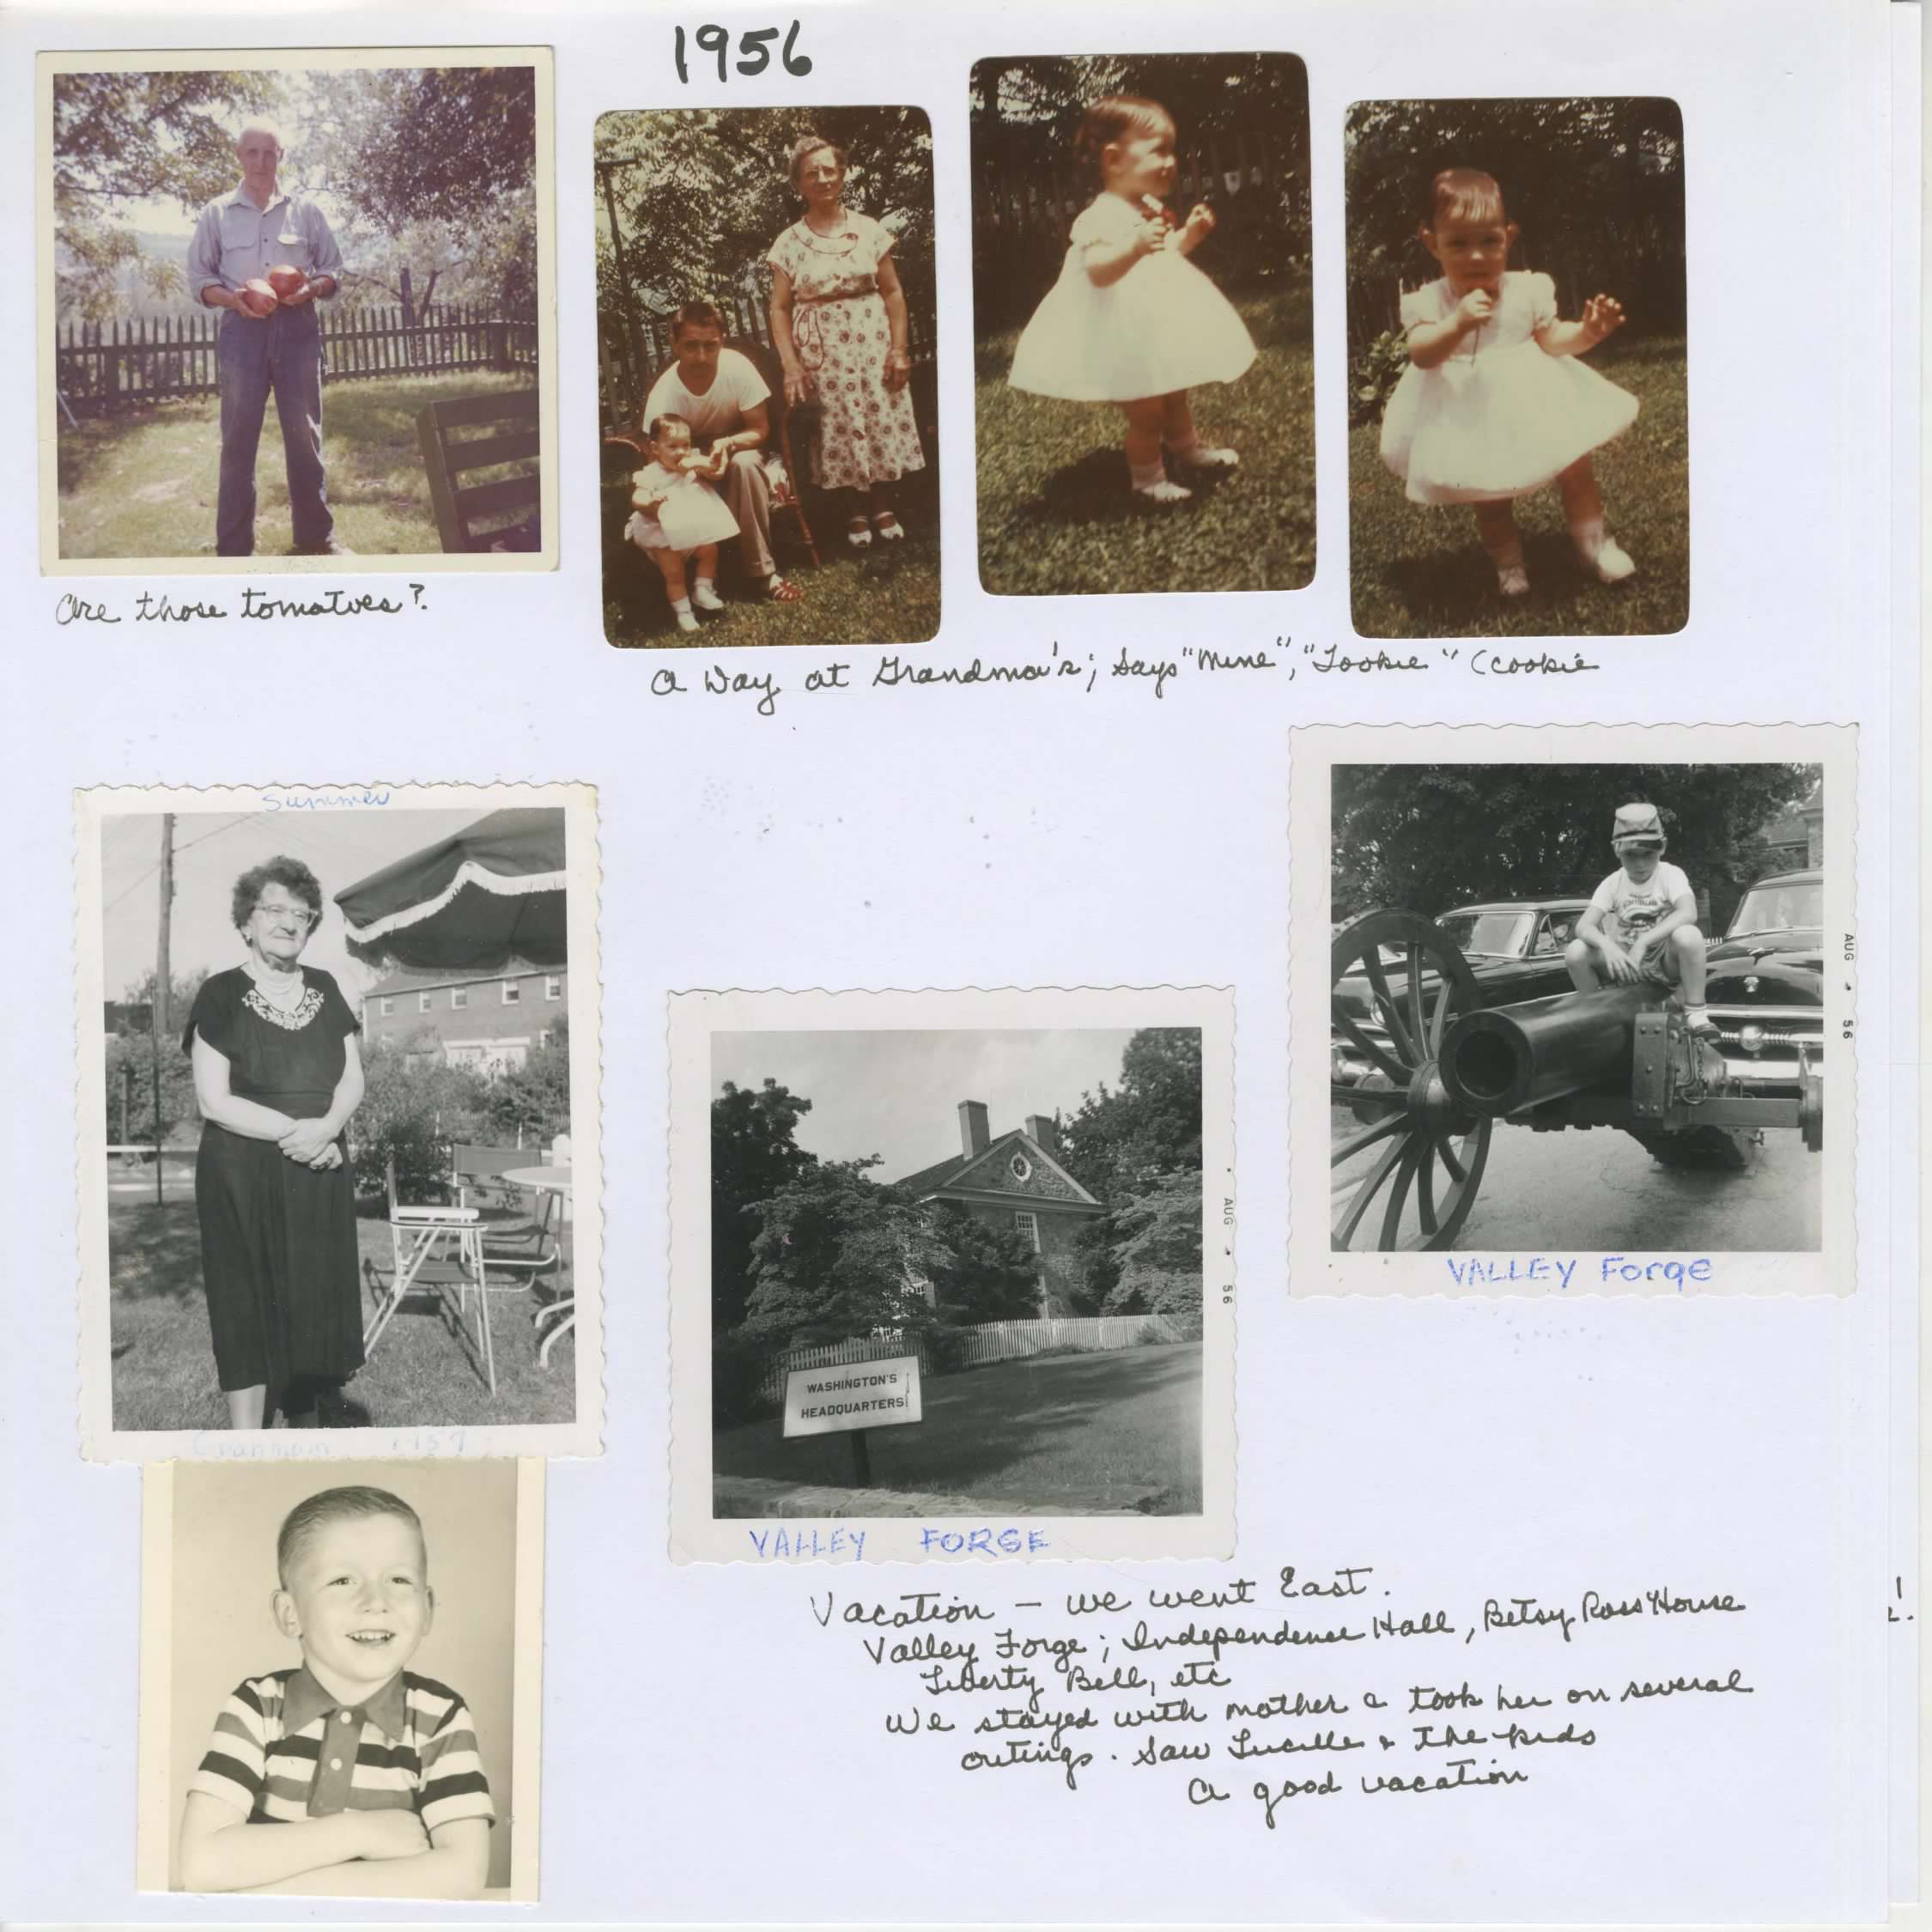 1956
are those tomatoes?
A Day at Grandma's; says "Mine", "Tookie" (cookie
Summer
1957
WASHINGTON'S
HEADQUARTERS
AUG 56
VALLEY FORGE
AUG 56
VALLEY Forge
Vacation - we went East.
Valley Forge; Independence Hall, Betsy Ross House
Liberty Bell, etc
We stayed with mother & took her on several
outings. Saw Lucille & the kids
A good vacation